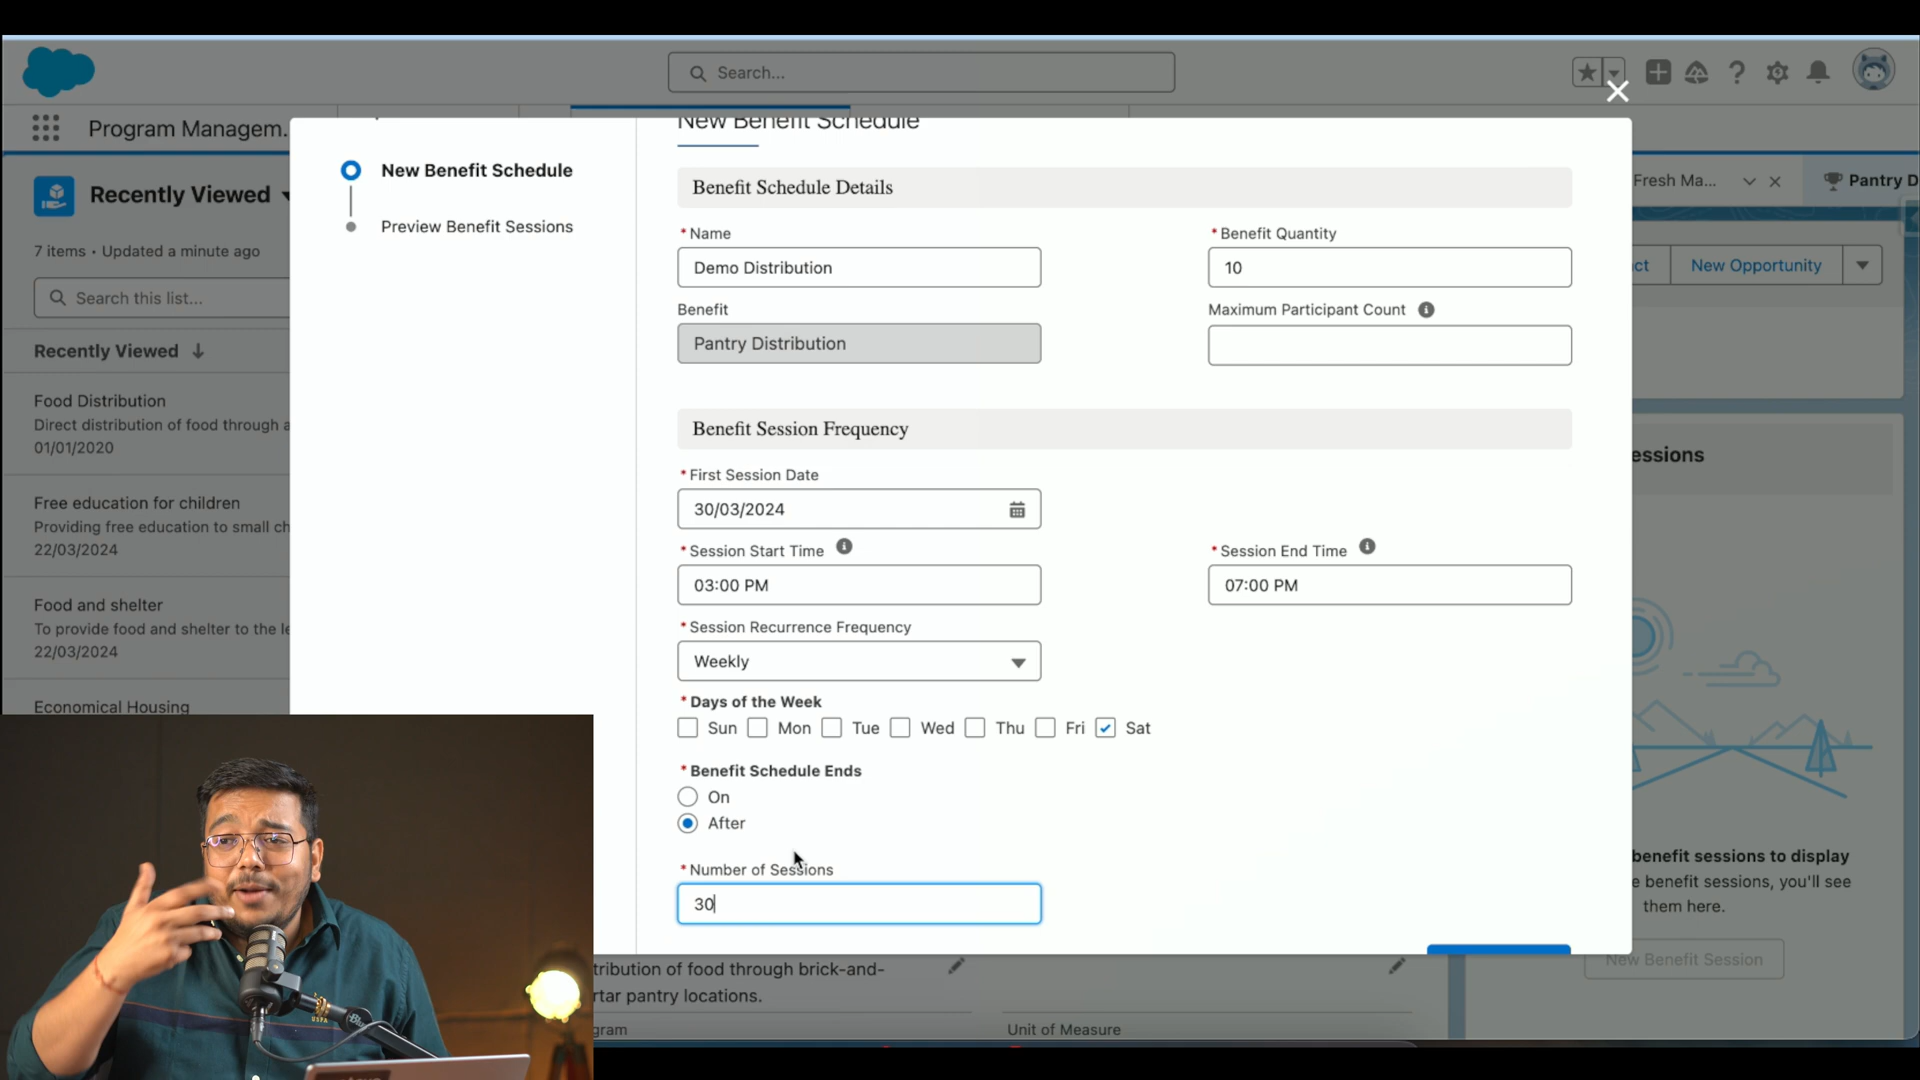 Search...
Program Managem...
Recently Viewed
7 items • Updated a minute ago
Search this list...
Recently Viewed
Food Distribution
Direct distribution of food through a
01/01/2020
Free education for children
Providing free education to small ch
22/03/2024
Food and shelter
To provide food and shelter to the le
22/03/2024
Economical Housing
New Benefit Schedule
Preview Benefit Sessions
New Benefit Schedule
Benefit Schedule Details
* Name
Demo Distribution
* Benefit Quantity
10
Benefit
Pantry Distribution
Maximum Participant Count
Benefit Session Frequency
* First Session Date
30/03/2024
* Session Start Time
03:00 PM
* Session End Time
07:00 PM
* Session Recurrence Frequency
Weekly
* Days of the Week
Sun Mon Tue Wed Thu Fri Sat
* Benefit Schedule Ends
On
After
* Number of Sessions
30
Fresh Ma...
Pantry D
ct
New Opportunity
essions
benefit sessions to display
e benefit sessions, you'll see
them here.
New Benefit Session
tribution of food through brick-and-
rtar pantry locations.
gram
Unit of Measure